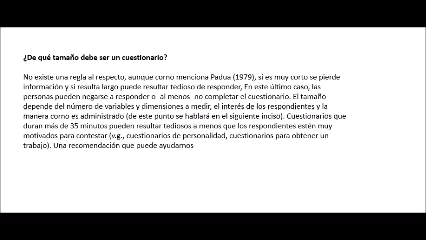 ¿De qué tamaño debe ser un cuestionario?
No existe una regla al respecto, aunque como menciona Padua (1979), si es muy corto se pierde
información y si resulta largo puede resultar tedioso de responder, En este último caso, las
personas pueden negarse a responder o al menos no completar el cuestionario. El tamaño
depende del número de variables y dimensiones a medir, el interés de los respondientes y la
manera como es administrado (de este punto se hablará en el siguiente inciso). Cuestionarios que
duran más de 35 minutos pueden resultar tediosos a menos que los respondientes estén muy
motivados para contestar (v.g., cuestionarios de personalidad, cuestionarios para obtener un
trabajo). Una recomendación que puede ayudarnos